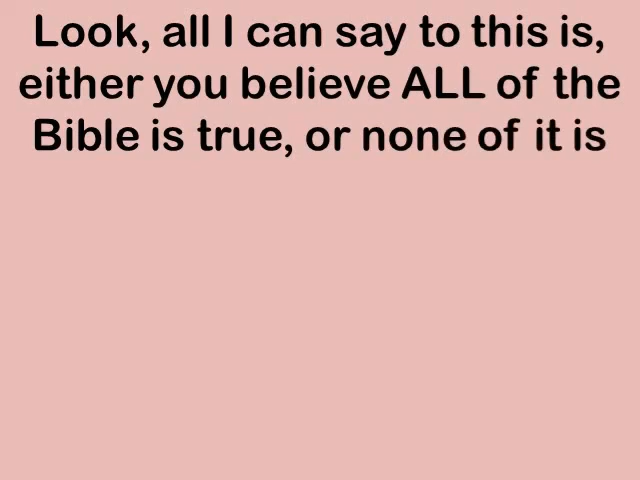 Look, all I can say to this is,
either you believe ALL of the
Bible is true, or none of it is